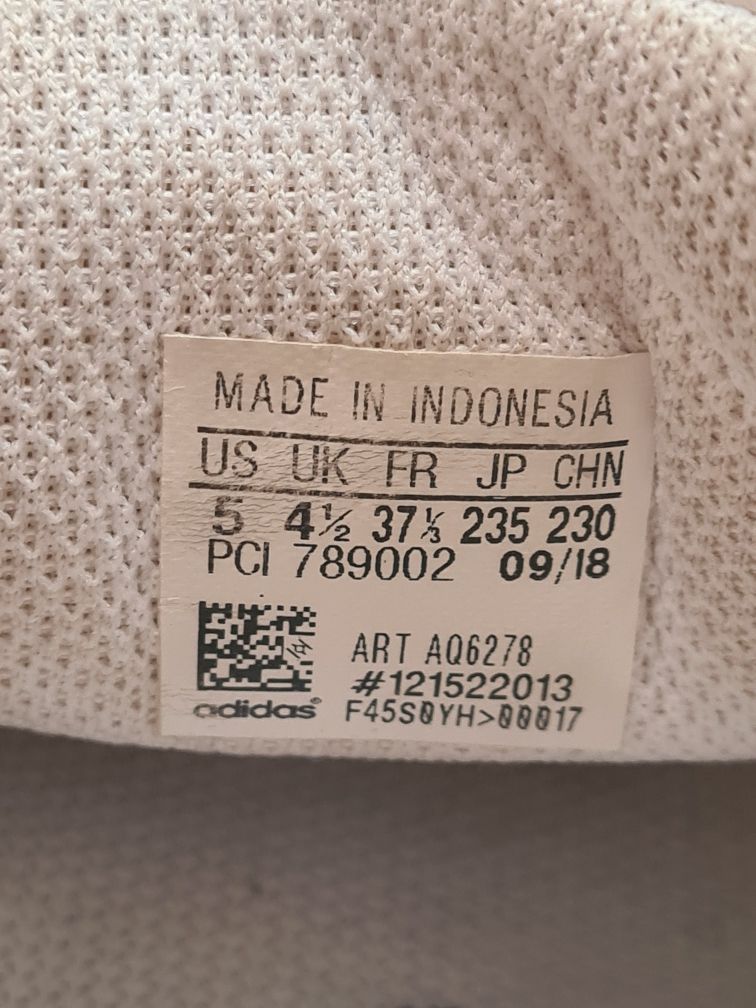 MADE IN INDONESIA
US UK FR JP CHN
5 4½ 37⅓ 235 230
PCI 789002 09/18
ART AQ6278
#121522013
adidas F45S0YH>00017